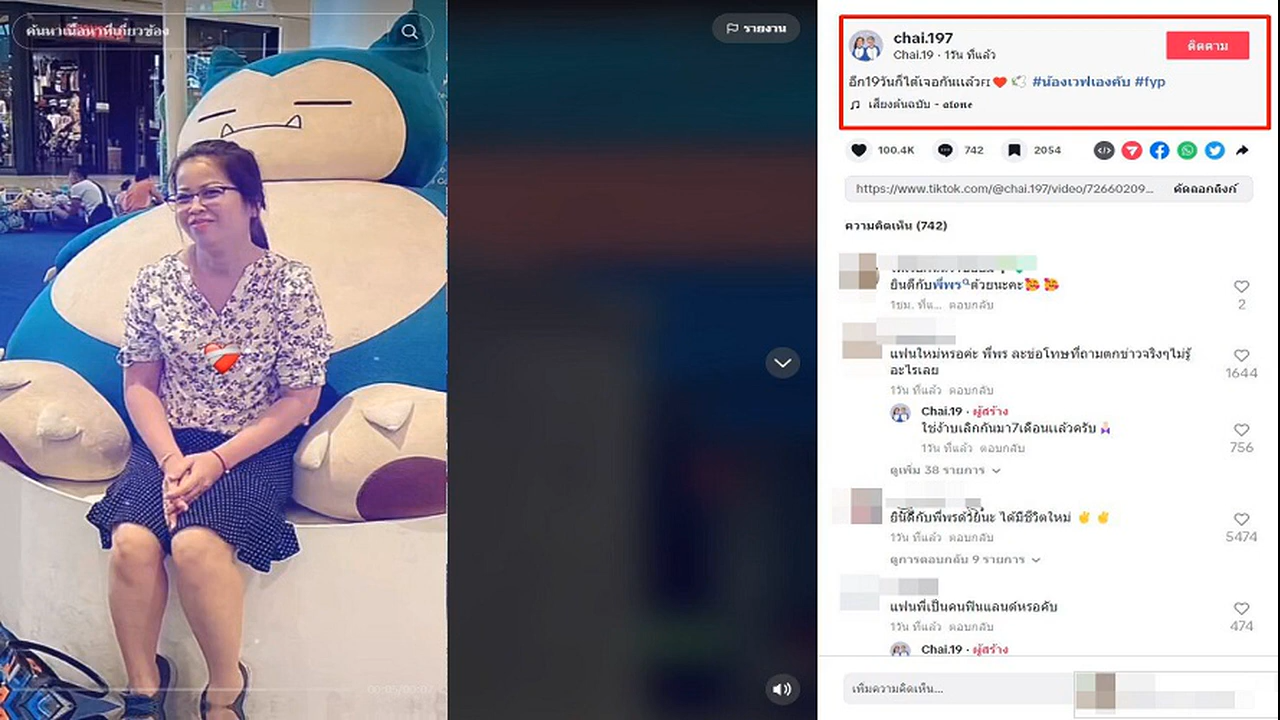 ค้นหาเนื้อหาที่เกี่ยวข้อง
รายงาน
00:05/00:07
chai.197
Chai.19 · 1วัน ที่แล้ว
ติดตาม
อีก19วันก็ได้เจอกันแล้วFI❤️🕊️ #น้องเวฟเองคับ #fyp
เสียงต้นฉบับ - atone
100.4K
742
2054
https://www.tiktok.com/@chai.197/video/72660209...
คัดลอกลิงก์
ความคิดเห็น (742)
ยินดีกับพี่พร🔍ด้วยนะคะ🥰 🥰
1ชม. ที่แ... ตอบกลับ
2
แฟนใหม่หรอค่ะ พี่พร ละข่อโทษที่ถามตกข่าวจริงๆไม่รู้
อะไรเลย
1วัน ที่แล้ว ตอบกลับ
1644
Chai.19 · ผู้สร้าง
ใช่ง้าบเลิกกันมา7เดือนแล้วครับ
1วัน ที่แล้ว ตอบกลับ
756
ดูเพิ่ม 38 รายการ
ยินดีกับพี่พรด้วยนะ ได้มีชีวิตใหม่ ✌️ ✌️
1วัน ที่แล้ว ตอบกลับ
5474
ดูการตอบกลับ 9 รายการ
แฟนพี่เป็นคนฟินแลนด์หรอคับ
1วัน ที่แล้ว ตอบกลับ
474
Chai.19 · ผู้สร้าง
เพิ่มความคิดเห็น...